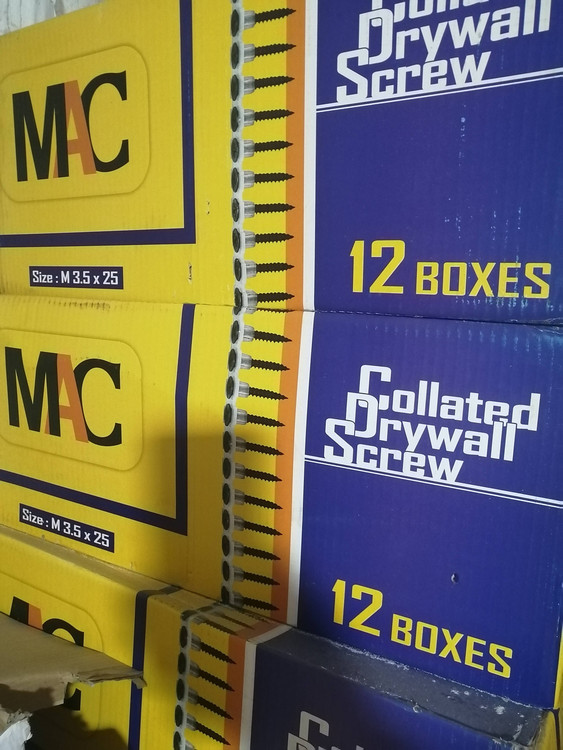 MAC
Size : M 3.5 x 25
Collated
Drywall
Screw
12 BOXES
MAC
Size : M 3.5 x 25
Collated
Drywall
Screw
12 BOXES